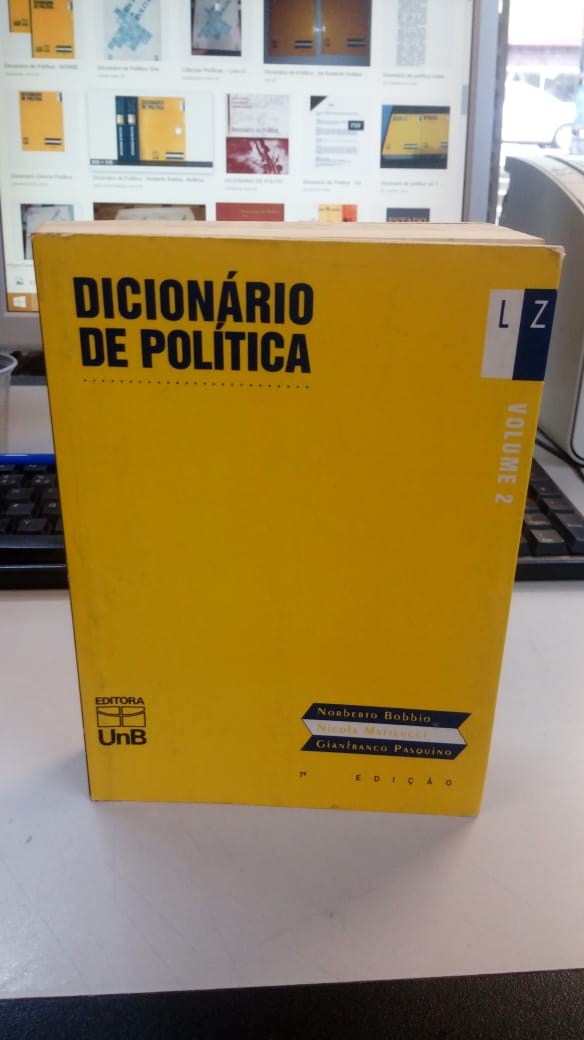 DICIONÁRIO
DE POLÍTICA
L Z
VOLUME 2
EDITORA
UnB
Norberto Bobbio
Nicola Matteucci
Gianfranco Pasquino
7ª EDIÇÃO